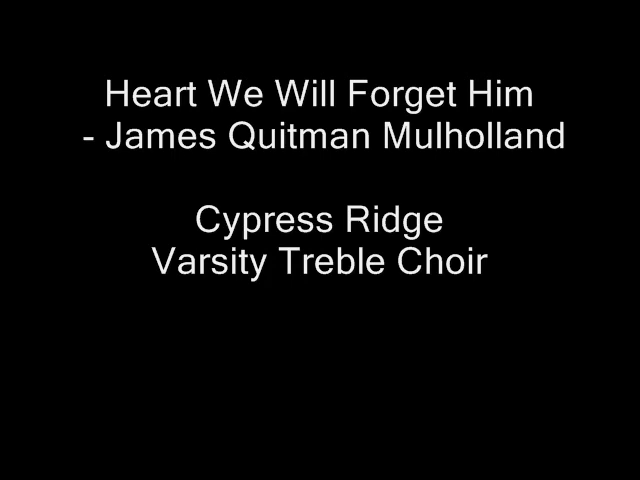 Heart We Will Forget Him
- James Quitman Mulholland
Cypress Ridge
Varsity Treble Choir